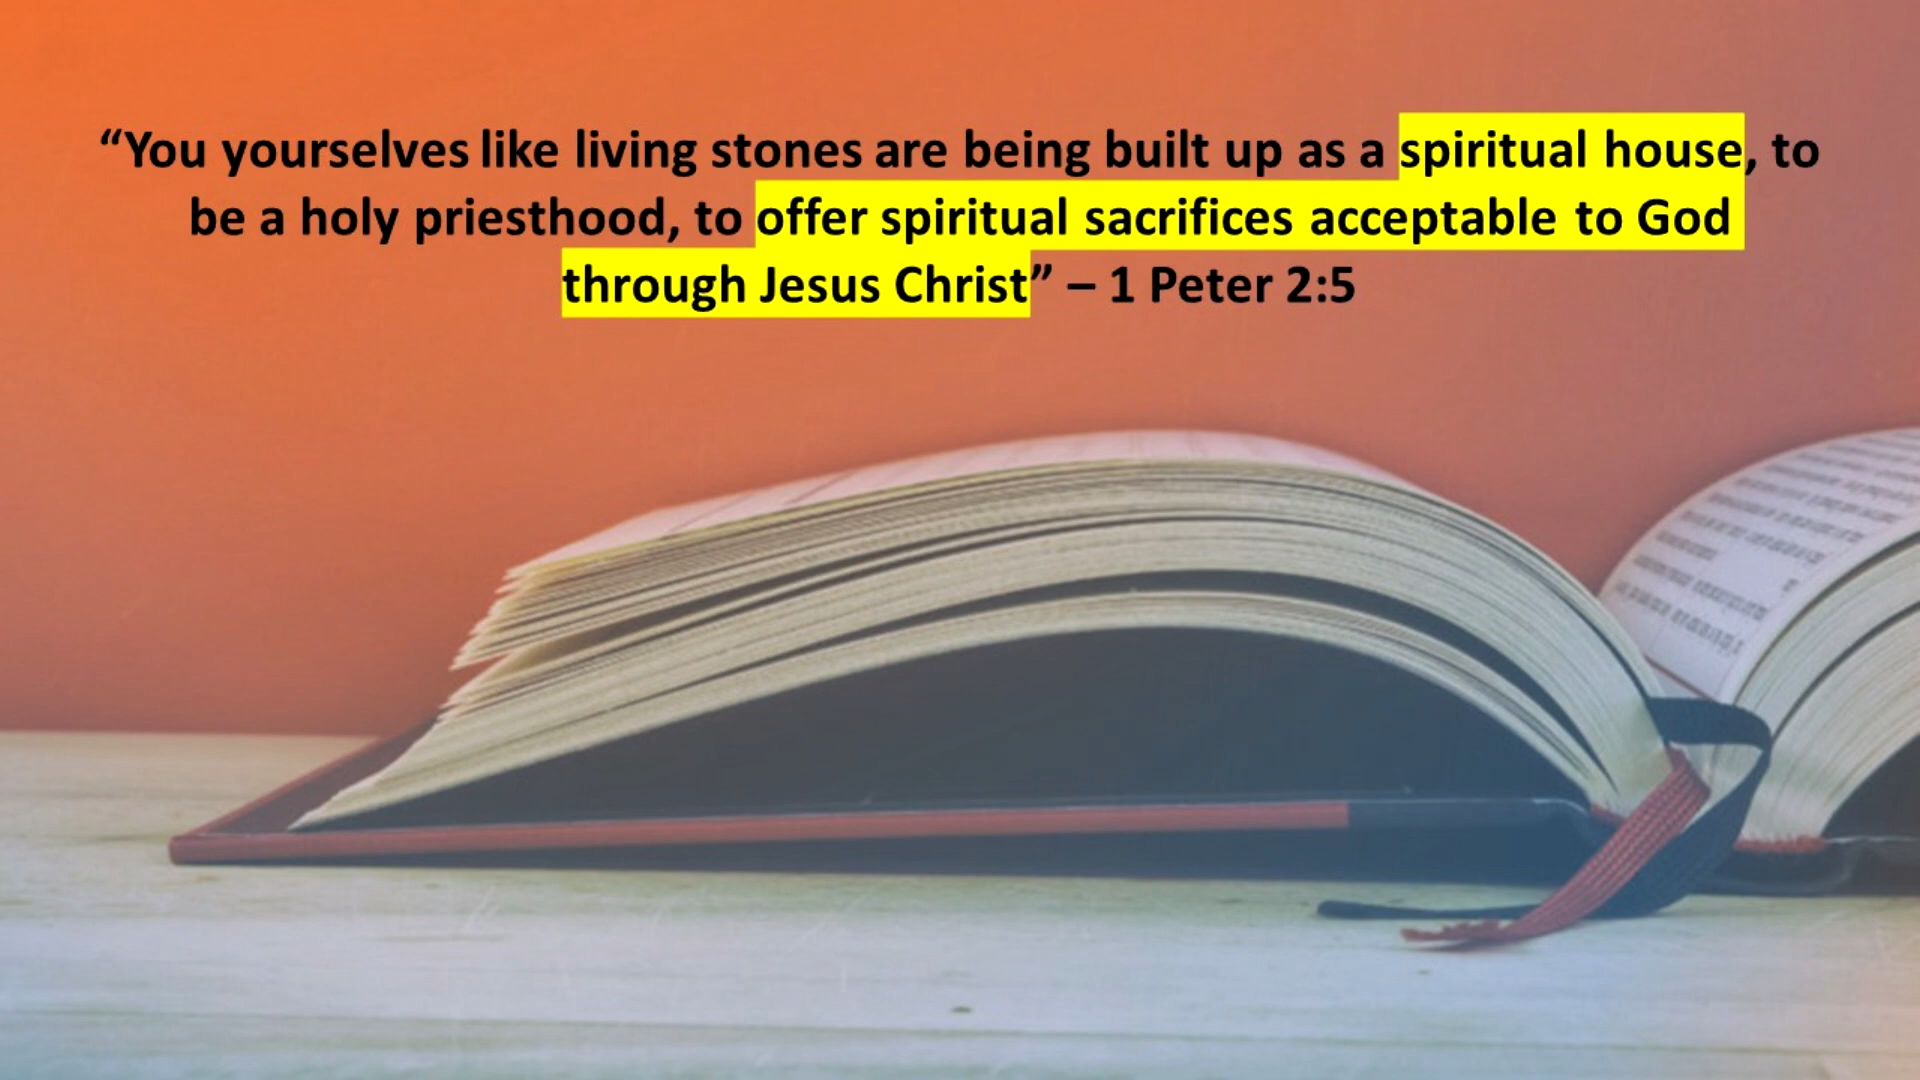 “You yourselves like living stones are being built up as a spiritual house, to
be a holy priesthood, to offer spiritual sacrifices acceptable to God
through Jesus Christ” – 1 Peter 2:5